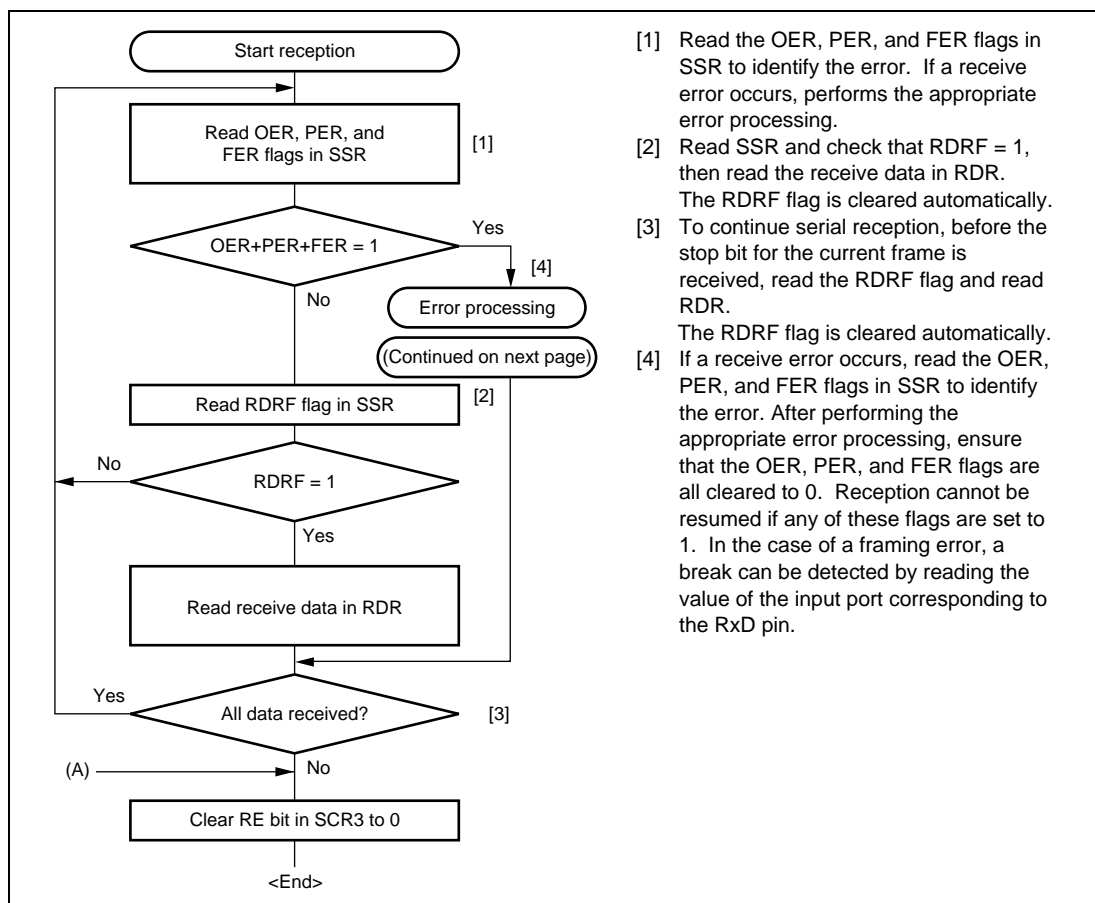 Start reception
Read OER, PER, and
FER flags in SSR
[1]
OER+PER+FER = 1
Yes
[4]
No
Error processing
(Continued on next page)
Read RDRF flag in SSR
[2]
No
RDRF = 1
Yes
Read receive data in RDR
Yes
All data received?
[3]
(A)
No
Clear RE bit in SCR3 to 0
<End>
[1] Read the OER, PER, and FER flags in
SSR to identify the error. If a receive
error occurs, performs the appropriate
error processing.
[2] Read SSR and check that RDRF = 1,
then read the receive data in RDR.
The RDRF flag is cleared automatically.
[3] To continue serial reception, before the
stop bit for the current frame is
received, read the RDRF flag and read
RDR.
The RDRF flag is cleared automatically.
[4] If a receive error occurs, read the OER,
PER, and FER flags in SSR to identify
the error. After performing the
appropriate error processing, ensure
that the OER, PER, and FER flags are
all cleared to 0. Reception cannot be
resumed if any of these flags are set to
1. In the case of a framing error, a
break can be detected by reading the
value of the input port corresponding to
the RxD pin.